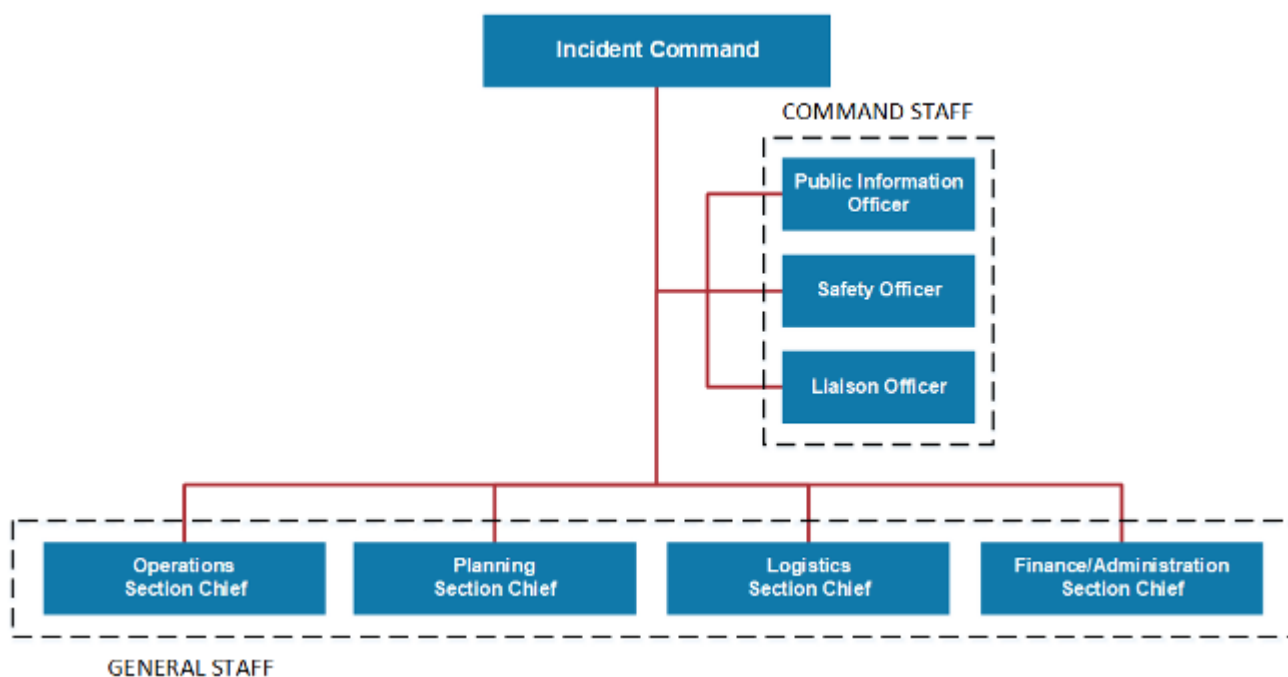 Incident Command
COMMAND STAFF
Public Information
Officer
Safety Officer
Liaison Officer
Operations
Section Chief
Planning
Section Chief
Logistics
Section Chief
Finance/Administration
Section Chief
GENERAL STAFF